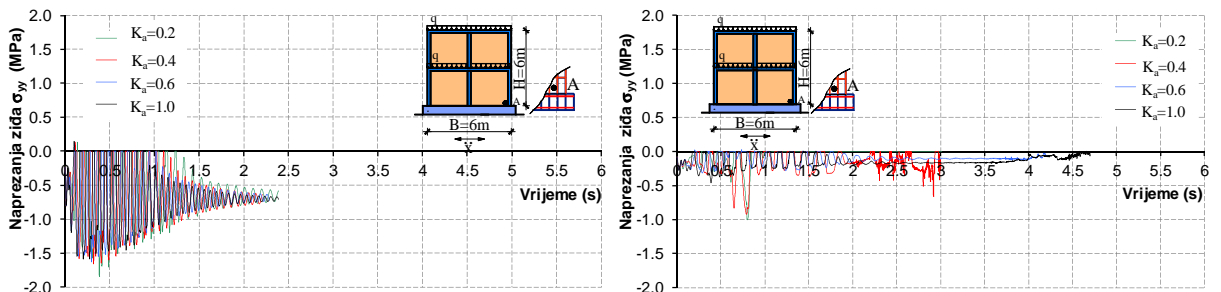 Naprezanja zida σyy (MPa)
2.0
1.5
1.0
0.5
0.0
-0.5
-1.0
-1.5
-2.0
Ka=0.2
Ka=0.4
Ka=0.6
Ka=1.0
q
q
H=6m
A
A
B=6m
Ẍ
0 0.5 1 1.5 2 2.5 3 3.5 4 4.5 5 5.5 6
Vrijeme (s)
Naprezanja zida σyy (MPa)
2.0
1.5
1.0
0.5
0.0
-0.5
-1.0
-1.5
-2.0
q
q
H=6m
A
A
B=6m
Ẍ
Ka=0.2
Ka=0.4
Ka=0.6
Ka=1.0
0 0.5 1 1.5 2 2.5 3 3.5 4 4.5 5 5.5 6
Vrijeme (s)